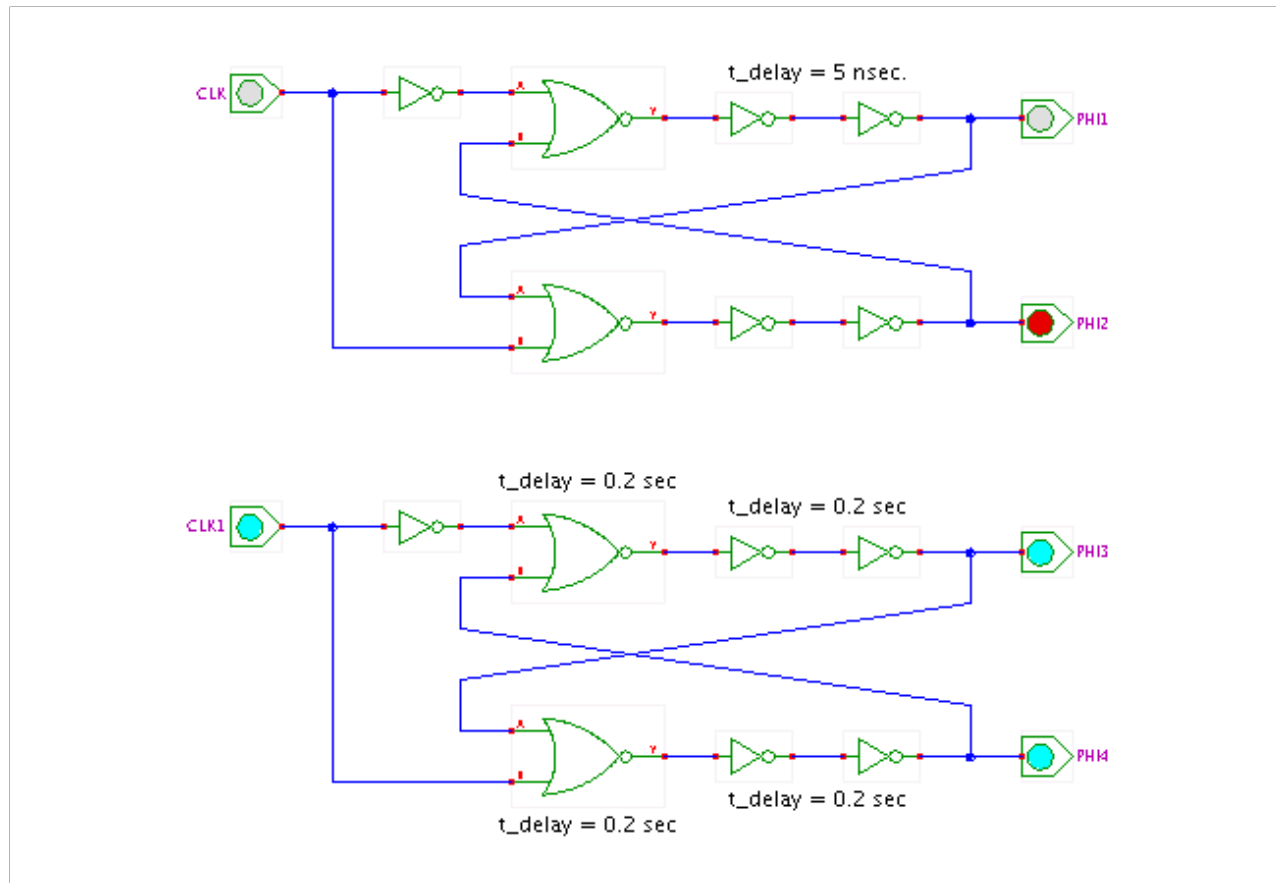 t_delay = 5 nsec.
CLK
X
Y
PHI1
X
Y
PHI2
t_delay = 0.2 sec
t_delay = 0.2 sec
CLK1
X
Y
PHI3
X
Y
PHI4
t_delay = 0.2 sec
t_delay = 0.2 sec